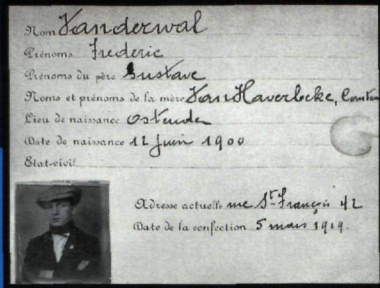 Nom Vanderwal
Prénoms Frederic
Prénoms du père Gustave
Noms et prénoms de la mère Van Haverbeke, Constan
Lieu de naissance Ostende
Date de naissance 12 Juin 1900
Etat-civil
Adresse actuelle rue St. François 42
Date de la confection 5 mars 1919.